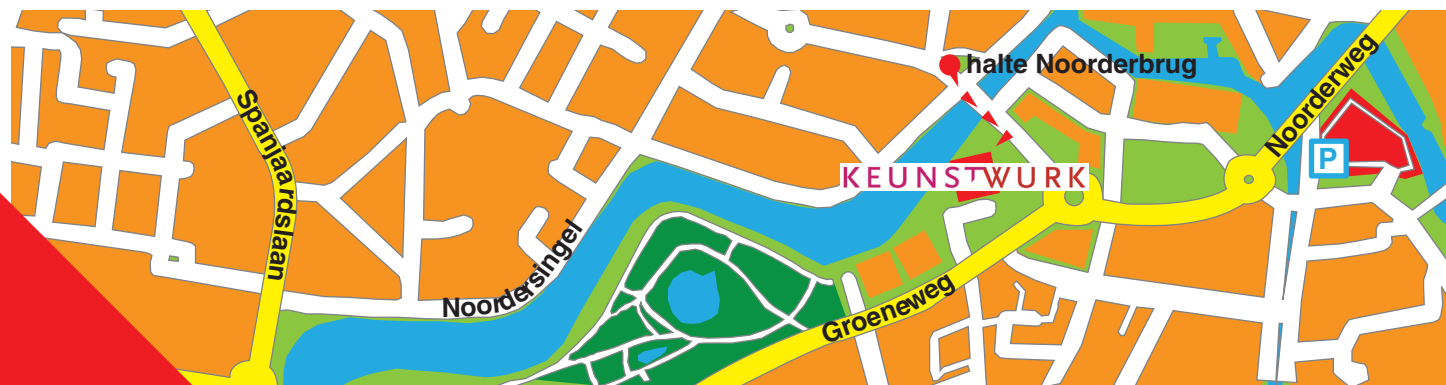 halte Noorderbrug
Noorderweg
Spanjaardslaan
P
KEUNSTWURK
Noordersingel
Groeneweg